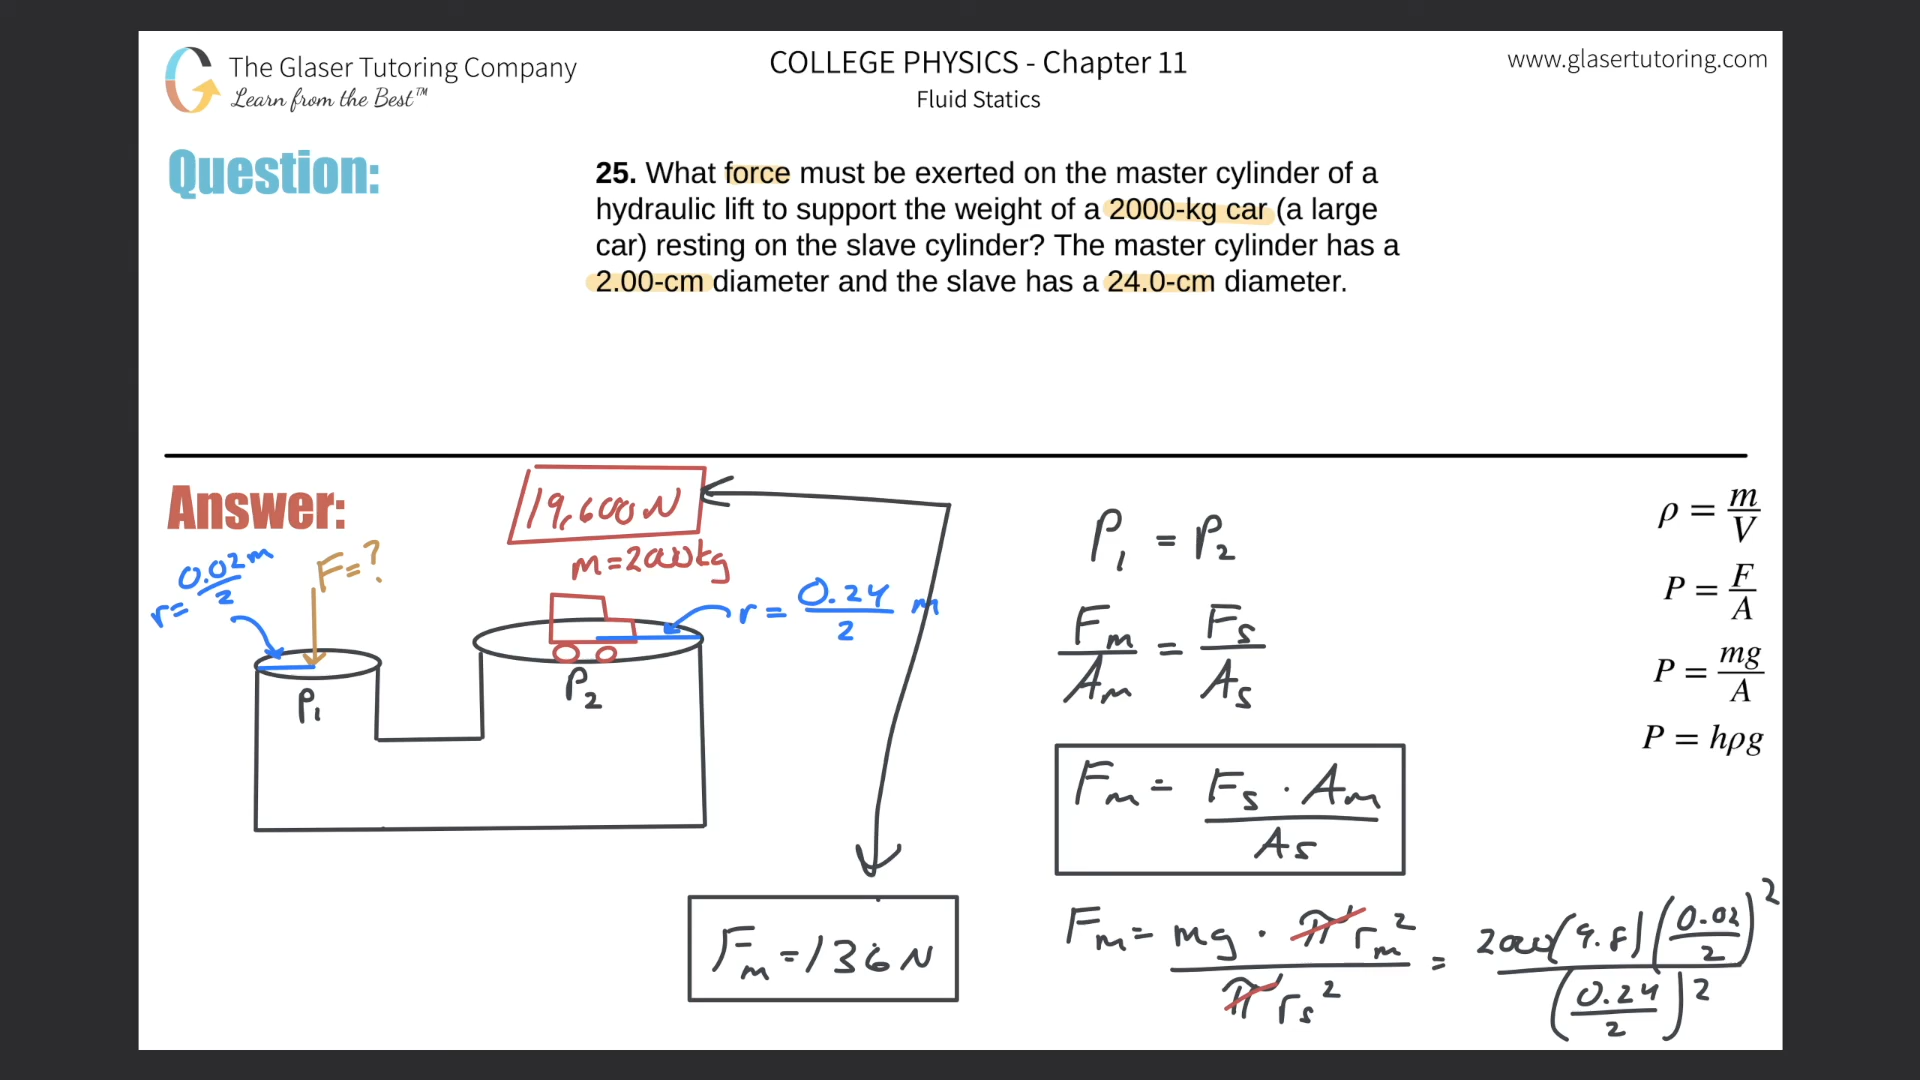 The Glaser Tutoring Company
Learn from the Best™
COLLEGE PHYSICS - Chapter 11
Fluid Statics
www.glasertutoring.com
Question:
25. What force must be exerted on the master cylinder of a
hydraulic lift to support the weight of a 2000-kg car (a large
car) resting on the slave cylinder? The master cylinder has a
2.00-cm diameter and the slave has a 24.0-cm diameter.
Answer:
19,600 N
m = 2000kg
r = 0.02 m / 2
F = ?
r = 0.24 / 2 m
P₁
P₂
P₁ = P₂
Fm / Am = Fs / As
Fm = Fs · Am / As
Fm = mg · π rm² / π rs² = 2000(9.8)(0.02/2)² / (0.24/2)²
Fm = 136 N
ρ = m/V
P = F/A
P = mg/A
P = hρg